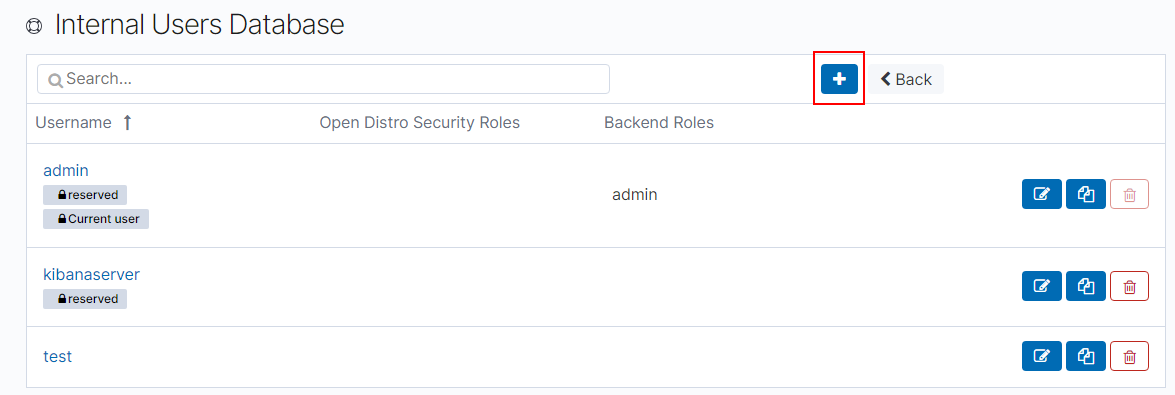 Internal Users Database
Search...
Back
Username Open Distro Security Roles Backend Roles
admin
reserved
Current user
admin
kibanaserver
reserved
test